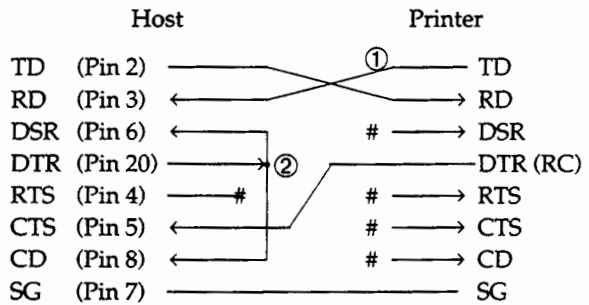 Host Printer
TD (Pin 2) ① TD
RD (Pin 3) RD
DSR (Pin 6) # DSR
DTR (Pin 20) ② DTR (RC)
RTS (Pin 4) # # RTS
CTS (Pin 5) # CTS
CD (Pin 8) # CD
SG (Pin 7) SG